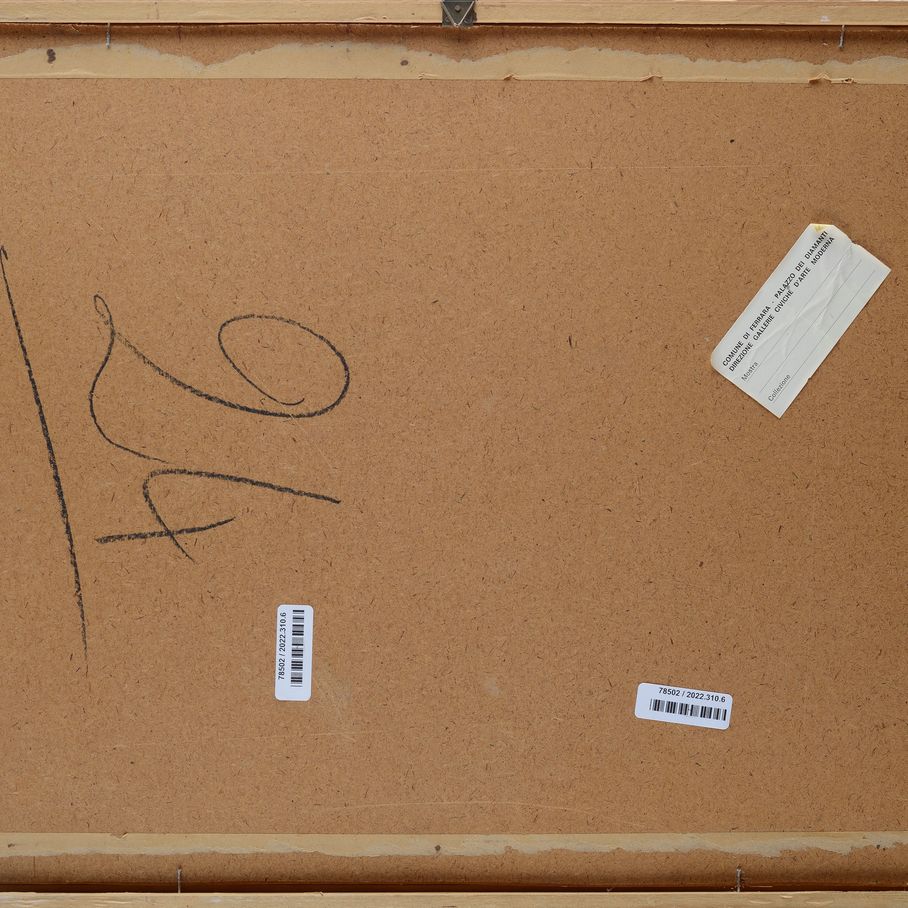 COMUNE DI FERRARA - PALAZZO DEI DIAMANTI
DIREZIONE GALLERIE CIVICHE D'ARTE MODERNA
Mostra
Collezione
24
78502 / 2022.310.6
78502 / 2022.310.6